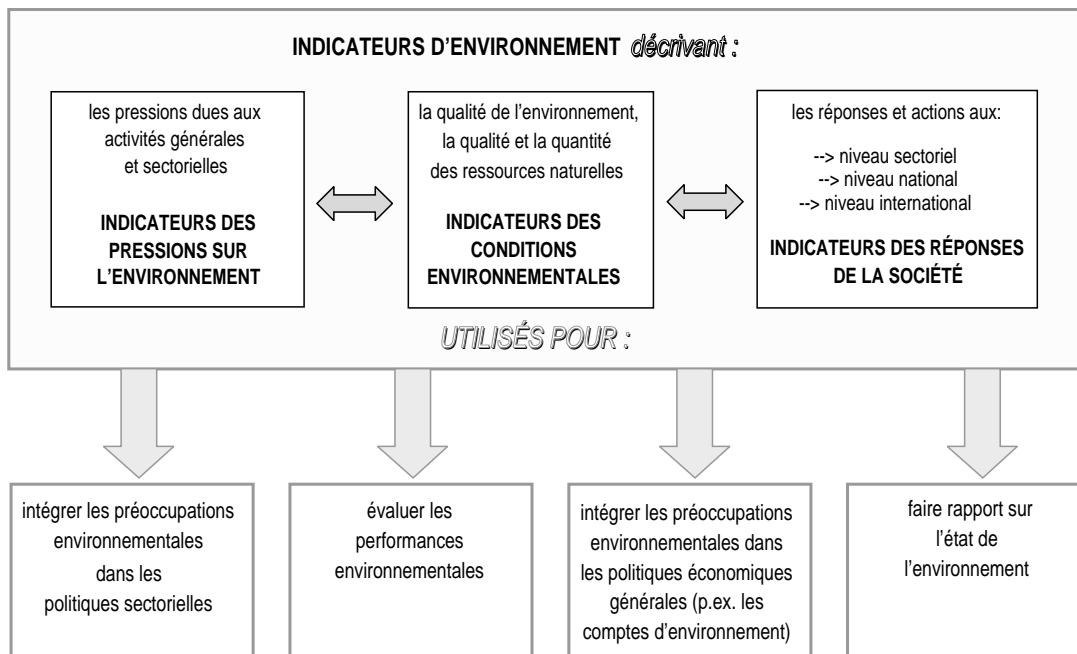 INDICATEURS D'ENVIRONNEMENT décrivant :
les pressions dues aux
activités générales
et sectorielles
INDICATEURS DES
PRESSIONS SUR
L'ENVIRONNEMENT
la qualité de l'environnement,
la qualité et la quantité
des ressources naturelles
INDICATEURS DES
CONDITIONS
ENVIRONNEMENTALES
les réponses et actions aux:
--> niveau sectoriel
--> niveau national
--> niveau international
INDICATEURS DES RÉPONSES
DE LA SOCIÉTÉ
UTILISÉS POUR :
intégrer les préoccupations
environnementales
dans les
politiques sectorielles
évaluer les
performances
environnementales
intégrer les préoccupations
environnementales dans
les politiques économiques
générales (p.ex. les
comptes d'environnement)
faire rapport sur
l'état de
l'environnement